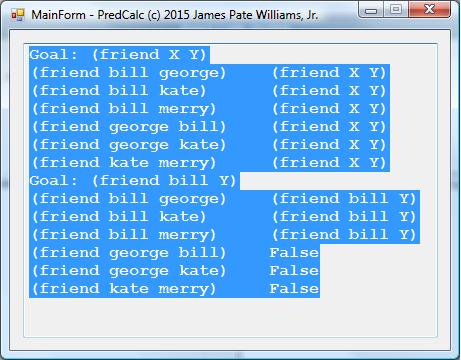 MainForm - PredCalc (c) 2015 James Pate Williams, Jr.
Goal: (friend X Y)
(friend bill george) (friend X Y)
(friend bill kate) (friend X Y)
(friend bill merry) (friend X Y)
(friend george bill) (friend X Y)
(friend george kate) (friend X Y)
(friend kate merry) (friend X Y)
Goal: (friend bill Y)
(friend bill george) (friend bill Y)
(friend bill kate) (friend bill Y)
(friend bill merry) (friend bill Y)
(friend george bill) False
(friend george kate) False
(friend kate merry) False